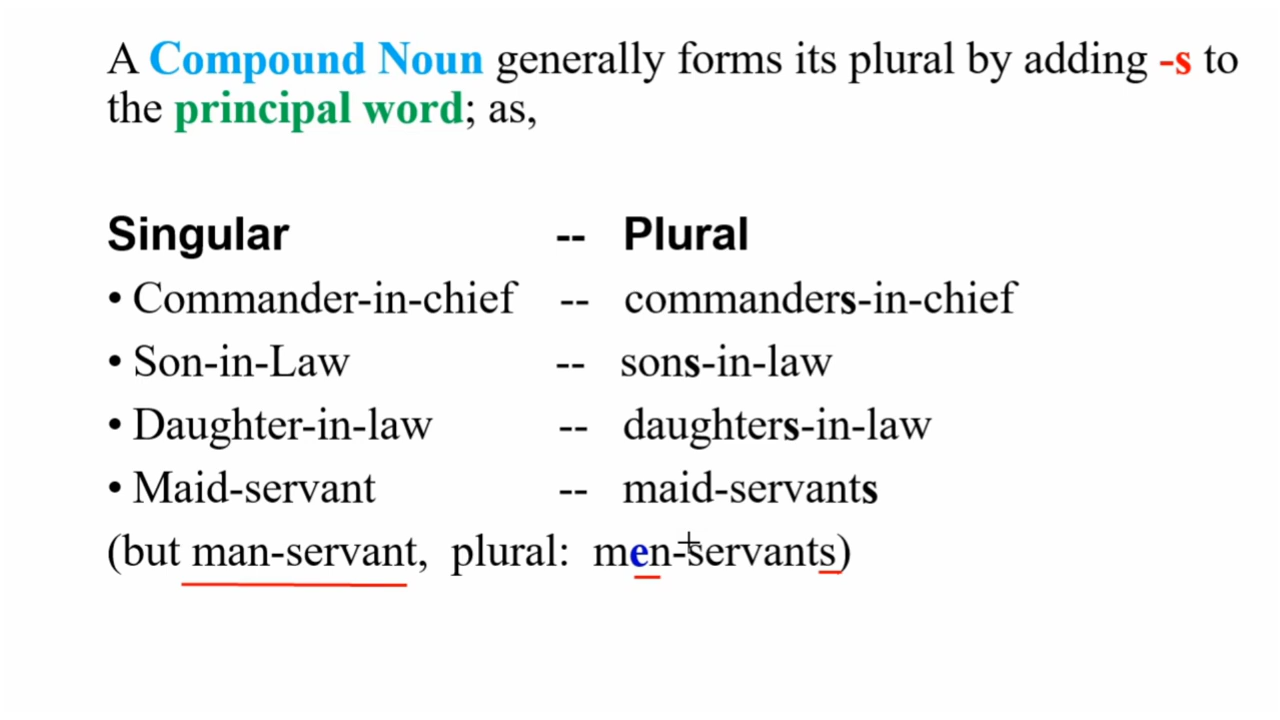 A Compound Noun generally forms its plural by adding -s to
the principal word; as,
Singular -- Plural
• Commander-in-chief -- commanders-in-chief
• Son-in-Law -- sons-in-law
• Daughter-in-law -- daughters-in-law
• Maid-servant -- maid-servants
(but man-servant, plural: men-servants)